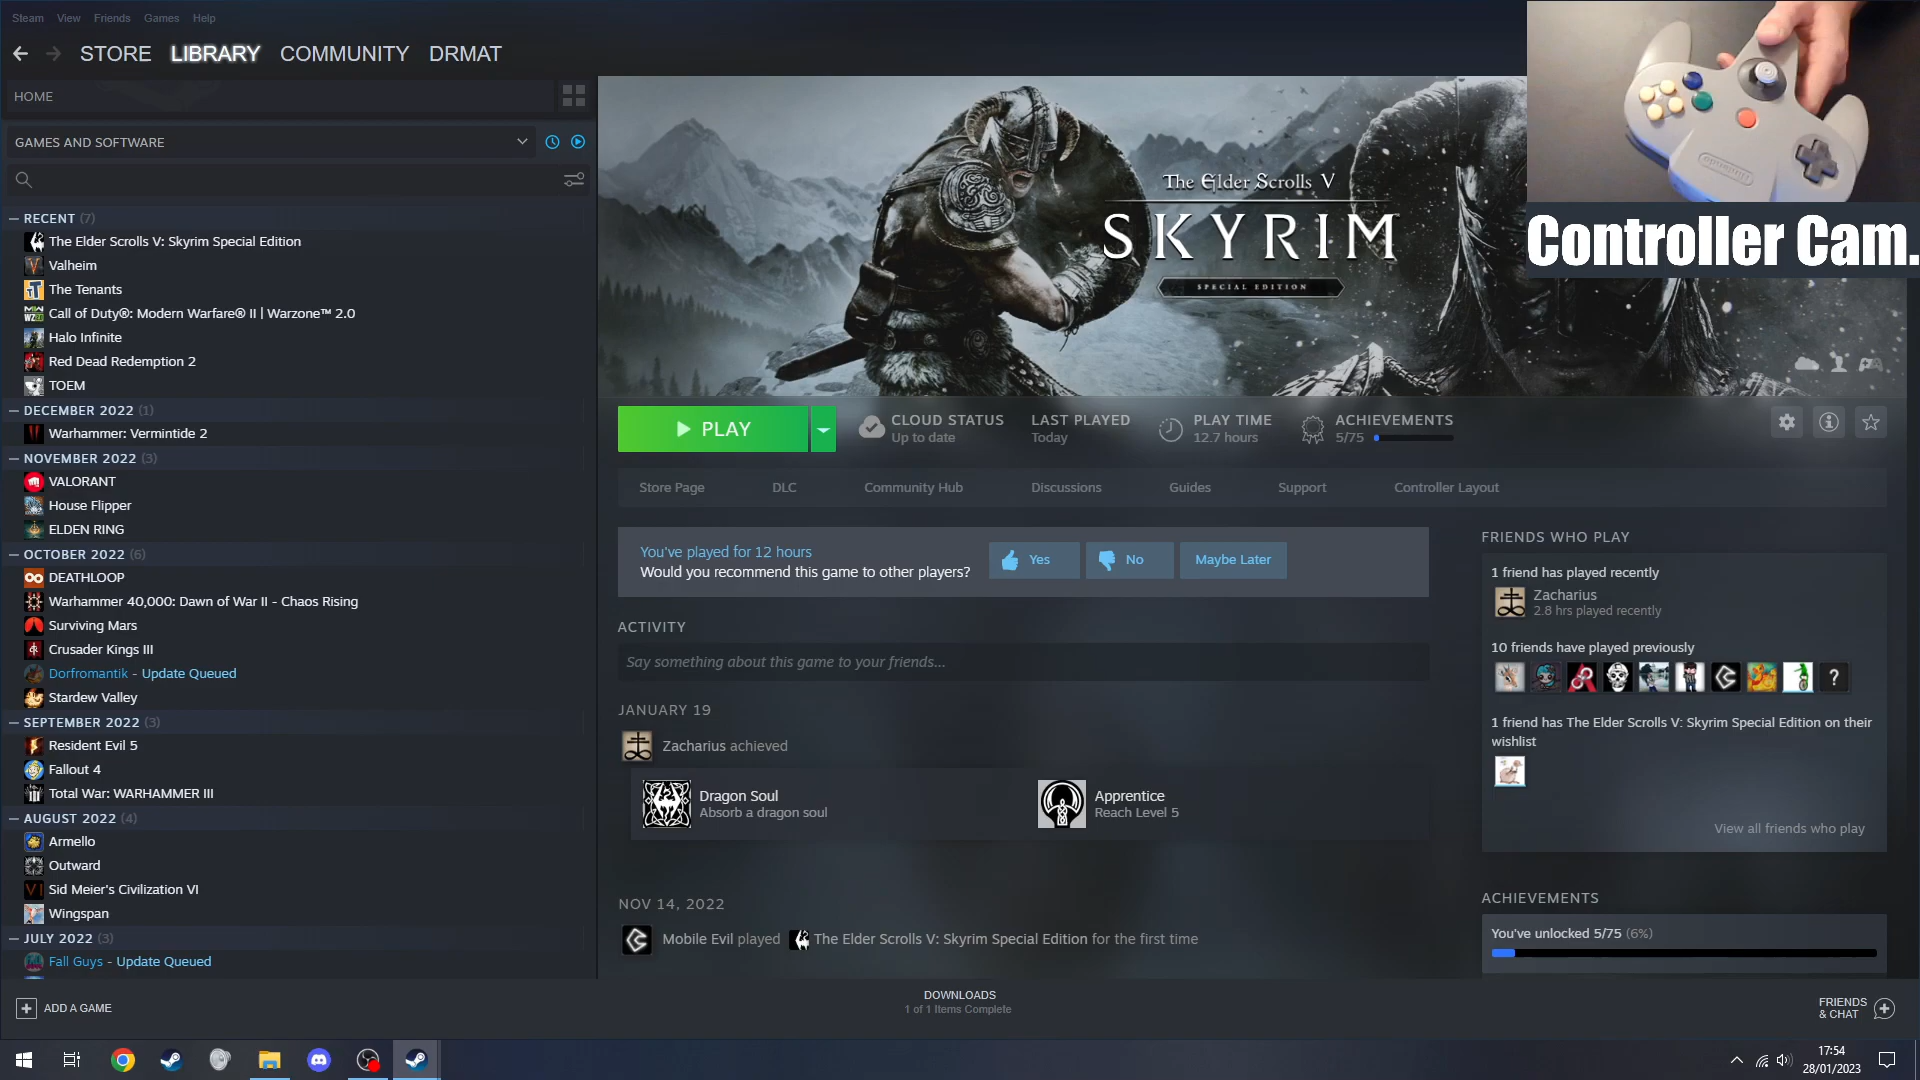 Steam View Friends Games Help
STORE LIBRARY COMMUNITY DRMAT
HOME
GAMES AND SOFTWARE
RECENT (7)
The Elder Scrolls V: Skyrim Special Edition
Valheim
The Tenants
Call of Duty®: Modern Warfare® II | Warzone™ 2.0
Halo Infinite
Red Dead Redemption 2
TOEM
DECEMBER 2022 (1)
Warhammer: Vermintide 2
NOVEMBER 2022 (3)
VALORANT
House Flipper
ELDEN RING
OCTOBER 2022 (6)
DEATHLOOP
Warhammer 40,000: Dawn of War II - Chaos Rising
Surviving Mars
Crusader Kings III
Dorfromantik - Update Queued
Stardew Valley
SEPTEMBER 2022 (3)
Resident Evil 5
Fallout 4
Total War: WARHAMMER III
AUGUST 2022 (4)
Armello
Outward
Sid Meier's Civilization VI
Wingspan
JULY 2022 (3)
Fall Guys - Update Queued
ADD A GAME
The Elder Scrolls V
SKYRIM
SPECIAL EDITION
Nintendo
Controller Cam.
PLAY
CLOUD STATUS
Up to date
LAST PLAYED
Today
PLAY TIME
12.7 hours
ACHIEVEMENTS
5/75
Store Page DLC Community Hub Discussions Guides Support Controller Layout
You've played for 12 hours
Would you recommend this game to other players?
Yes No Maybe Later
ACTIVITY
Say something about this game to your friends...
JANUARY 19
Zacharius achieved
Dragon Soul
Absorb a dragon soul
Apprentice
Reach Level 5
NOV 14, 2022
Mobile Evil played The Elder Scrolls V: Skyrim Special Edition for the first time
FRIENDS WHO PLAY
1 friend has played recently
Zacharius
2.8 hrs played recently
10 friends have played previously
?
1 friend has The Elder Scrolls V: Skyrim Special Edition on their
wishlist
View all friends who play
ACHIEVEMENTS
You've unlocked 5/75 (6%)
DOWNLOADS
1 of 1 Items Complete
FRIENDS
& CHAT
17:54
28/01/2023